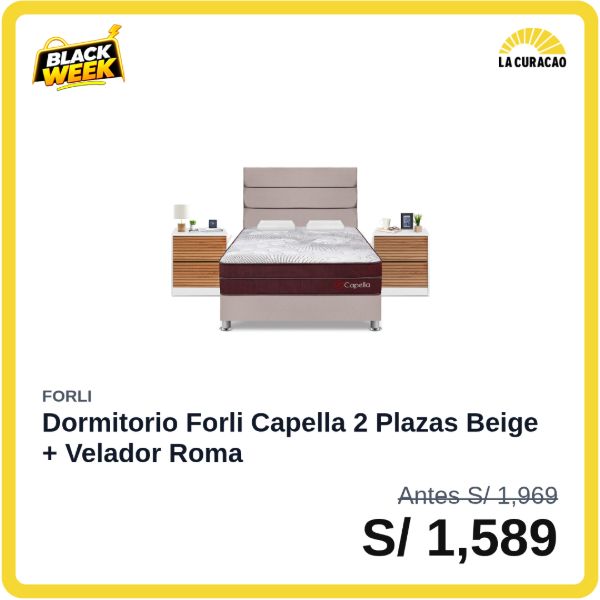 BLACK
WEEK
LA CURACAO
Capella
FORLI
Dormitorio Forli Capella 2 Plazas Beige
+ Velador Roma
Antes S/ 1,969
S/ 1,589